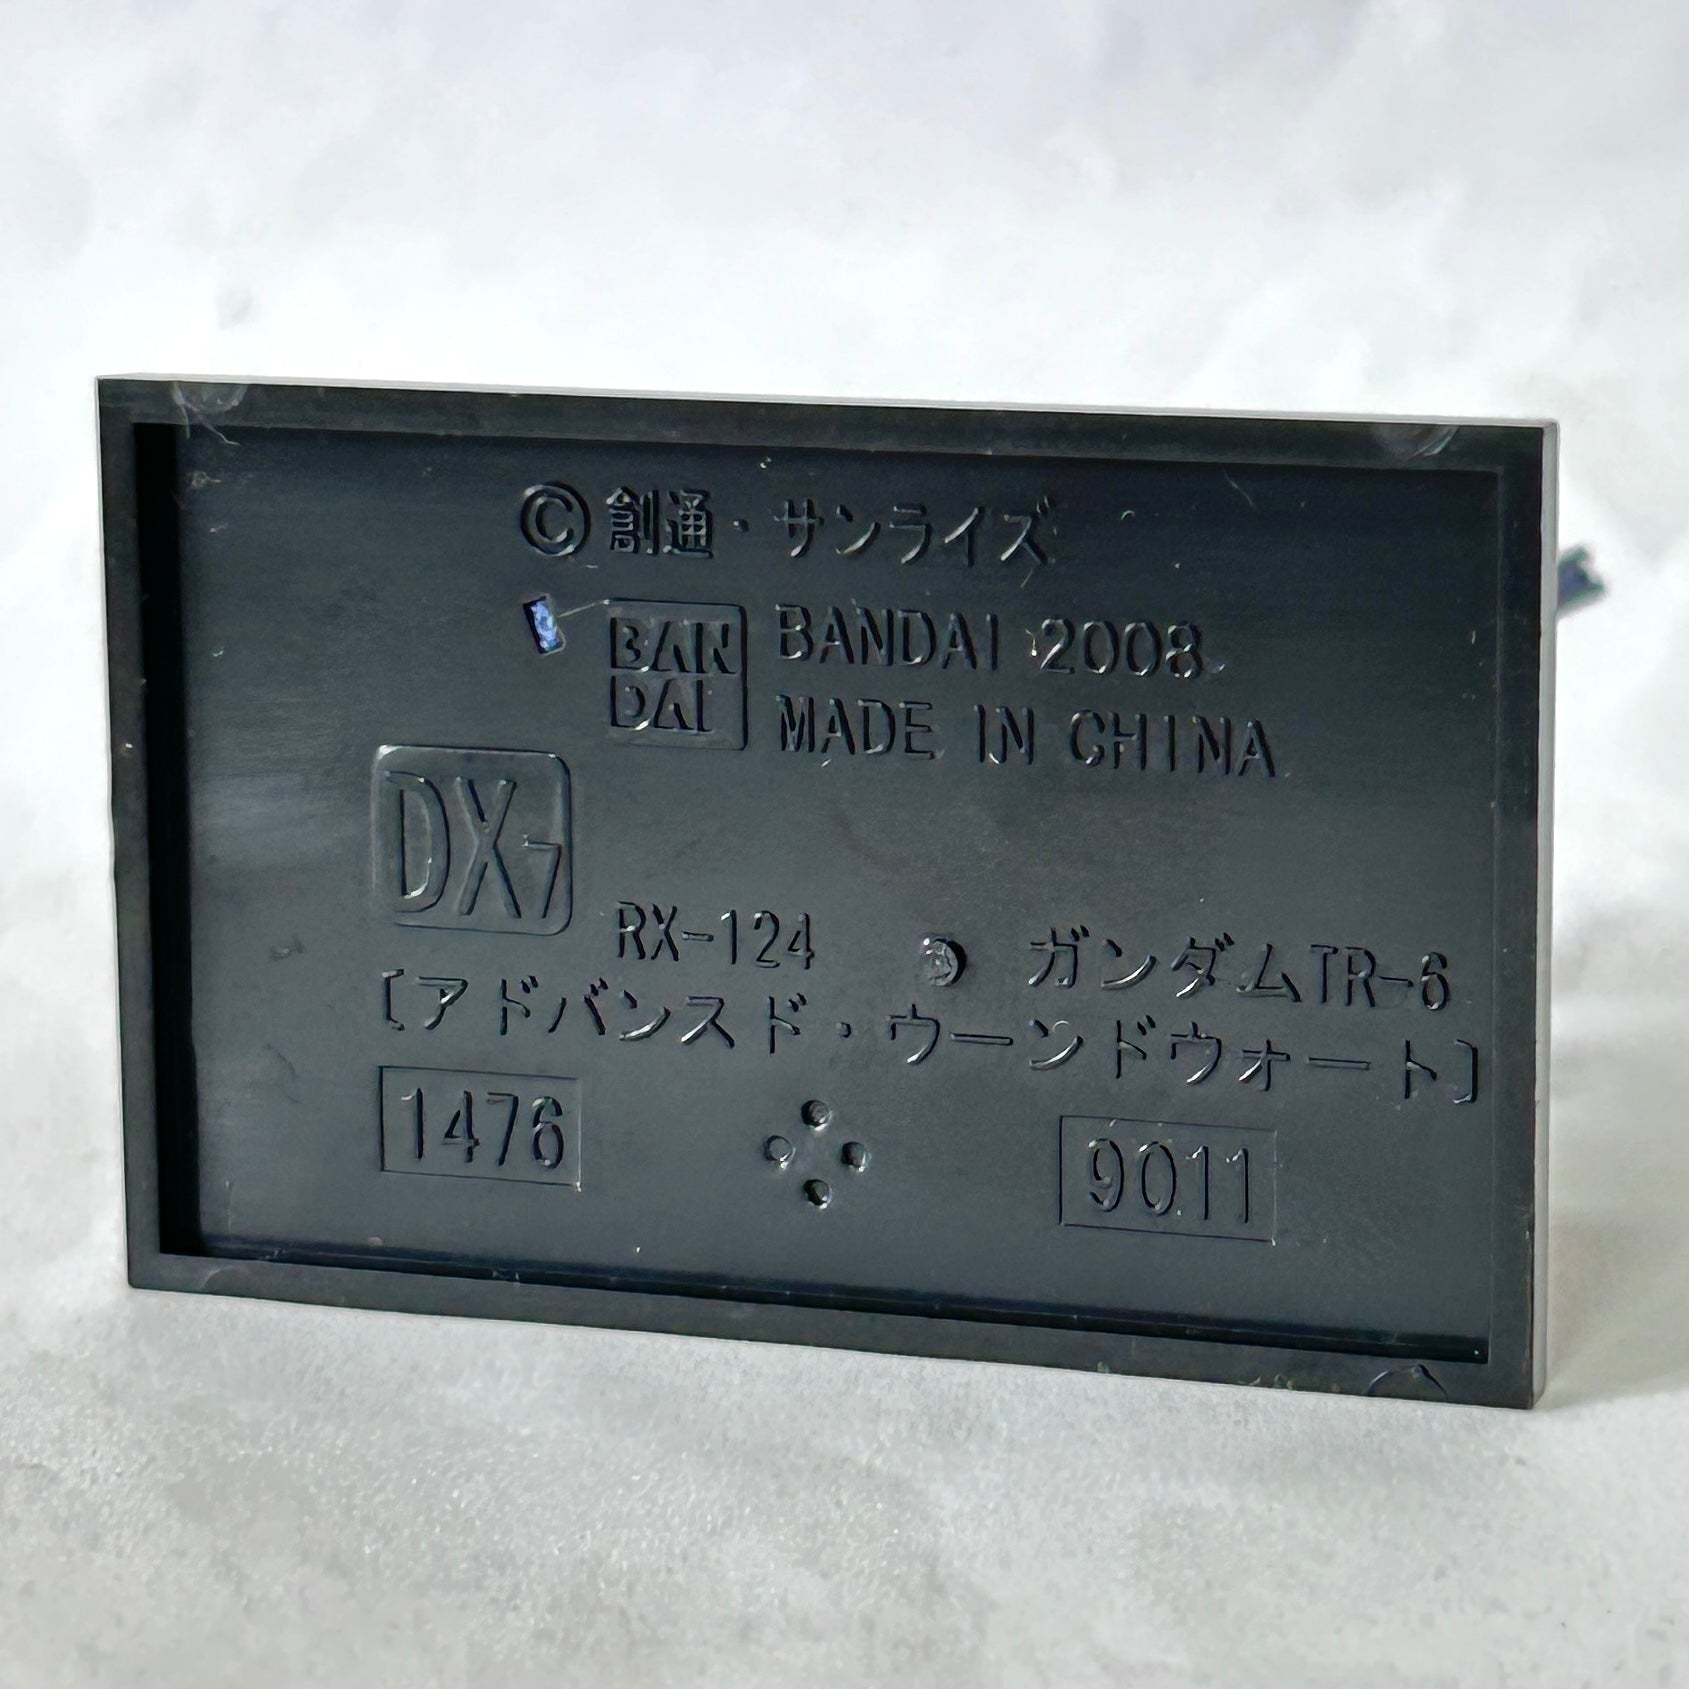 ©創通・サンライズ
BAN
DAI
BANDAI 2008
MADE IN CHINA
DX7
RX-124 ガンダムTR-6
〔アドバンスド・ウーンドウォート〕
1476
9011